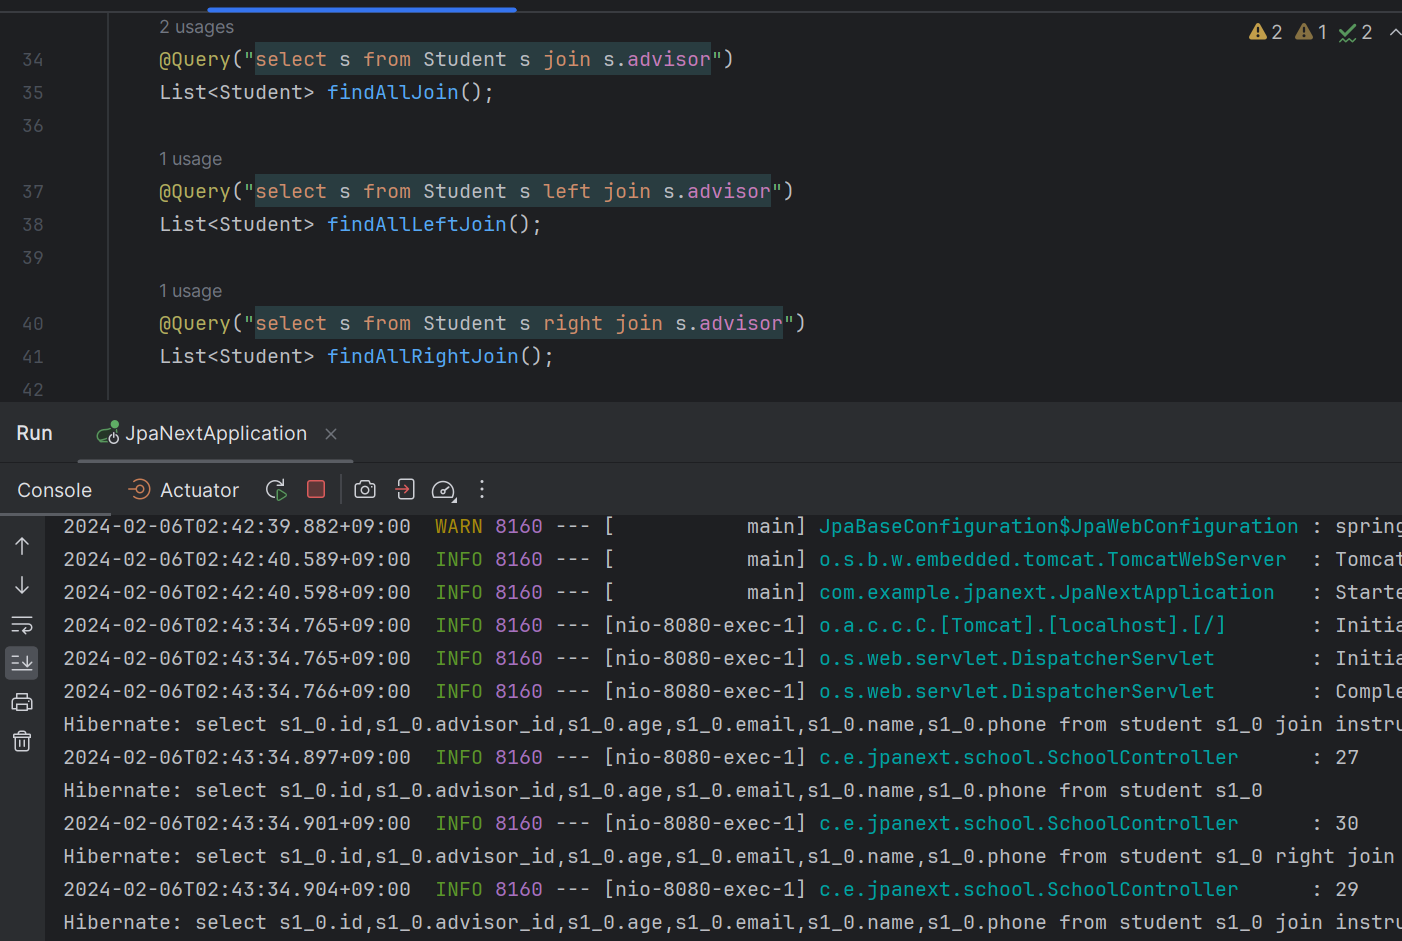 2 usages
2 1 2
34 @Query("select s from Student s join s.advisor")
35 List<Student> findAllJoin();
36
1 usage
37 @Query("select s from Student s left join s.advisor")
38 List<Student> findAllLeftJoin();
39
1 usage
40 @Query("select s from Student s right join s.advisor")
41 List<Student> findAllRightJoin();
42
Run JpaNextApplication
Console Actuator
2024-02-06T02:42:39.882+09:00 WARN 8160 --- [ main] JpaBaseConfiguration$JpaWebConfiguration : spring
2024-02-06T02:42:40.589+09:00 INFO 8160 --- [ main] o.s.b.w.embedded.tomcat.TomcatWebServer : Tomcat
2024-02-06T02:42:40.598+09:00 INFO 8160 --- [ main] com.example.jpanext.JpaNextApplication : Starte
2024-02-06T02:43:34.765+09:00 INFO 8160 --- [nio-8080-exec-1] o.a.c.c.C.[Tomcat].[localhost].[/] : Initia
2024-02-06T02:43:34.765+09:00 INFO 8160 --- [nio-8080-exec-1] o.s.web.servlet.DispatcherServlet : Initia
2024-02-06T02:43:34.766+09:00 INFO 8160 --- [nio-8080-exec-1] o.s.web.servlet.DispatcherServlet : Comple
Hibernate: select s1_0.id,s1_0.advisor_id,s1_0.age,s1_0.email,s1_0.name,s1_0.phone from student s1_0 join instru
2024-02-06T02:43:34.897+09:00 INFO 8160 --- [nio-8080-exec-1] c.e.jpanext.school.SchoolController : 27
Hibernate: select s1_0.id,s1_0.advisor_id,s1_0.age,s1_0.email,s1_0.name,s1_0.phone from student s1_0
2024-02-06T02:43:34.901+09:00 INFO 8160 --- [nio-8080-exec-1] c.e.jpanext.school.SchoolController : 30
Hibernate: select s1_0.id,s1_0.advisor_id,s1_0.age,s1_0.email,s1_0.name,s1_0.phone from student s1_0 right join
2024-02-06T02:43:34.904+09:00 INFO 8160 --- [nio-8080-exec-1] c.e.jpanext.school.SchoolController : 29
Hibernate: select s1_0.id,s1_0.advisor_id,s1_0.age,s1_0.email,s1_0.name,s1_0.phone from student s1_0 join instru